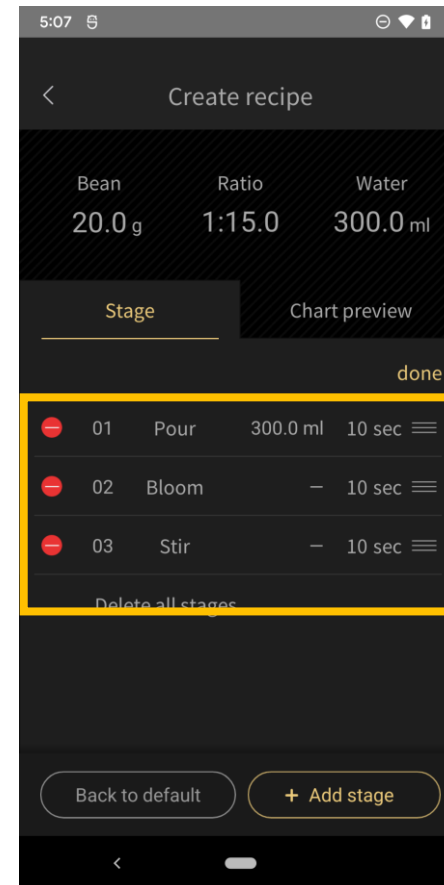 5:07
Create recipe
Bean Ratio Water
20.0 g 1:15.0 300.0 ml
Stage Chart preview
done
01 Pour 300.0 ml 10 sec
02 Bloom – 10 sec
03 Stir – 10 sec
Delete all stages
Back to default + Add stage